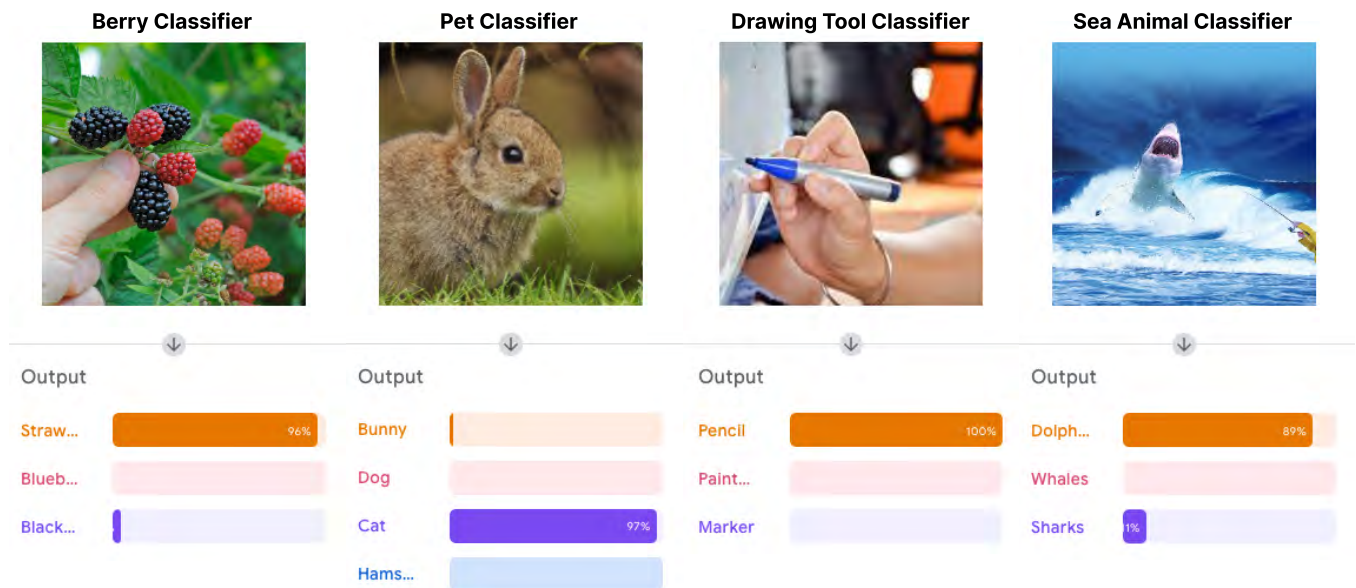 Berry Classifier
Pet Classifier
Drawing Tool Classifier
Sea Animal Classifier
Output
Straw... 96%
Blueb...
Black...
Output
Bunny
Dog
Cat 97%
Hams...
Output
Pencil 100%
Paint...
Marker
Output
Dolph... 89%
Whales
Sharks 11%